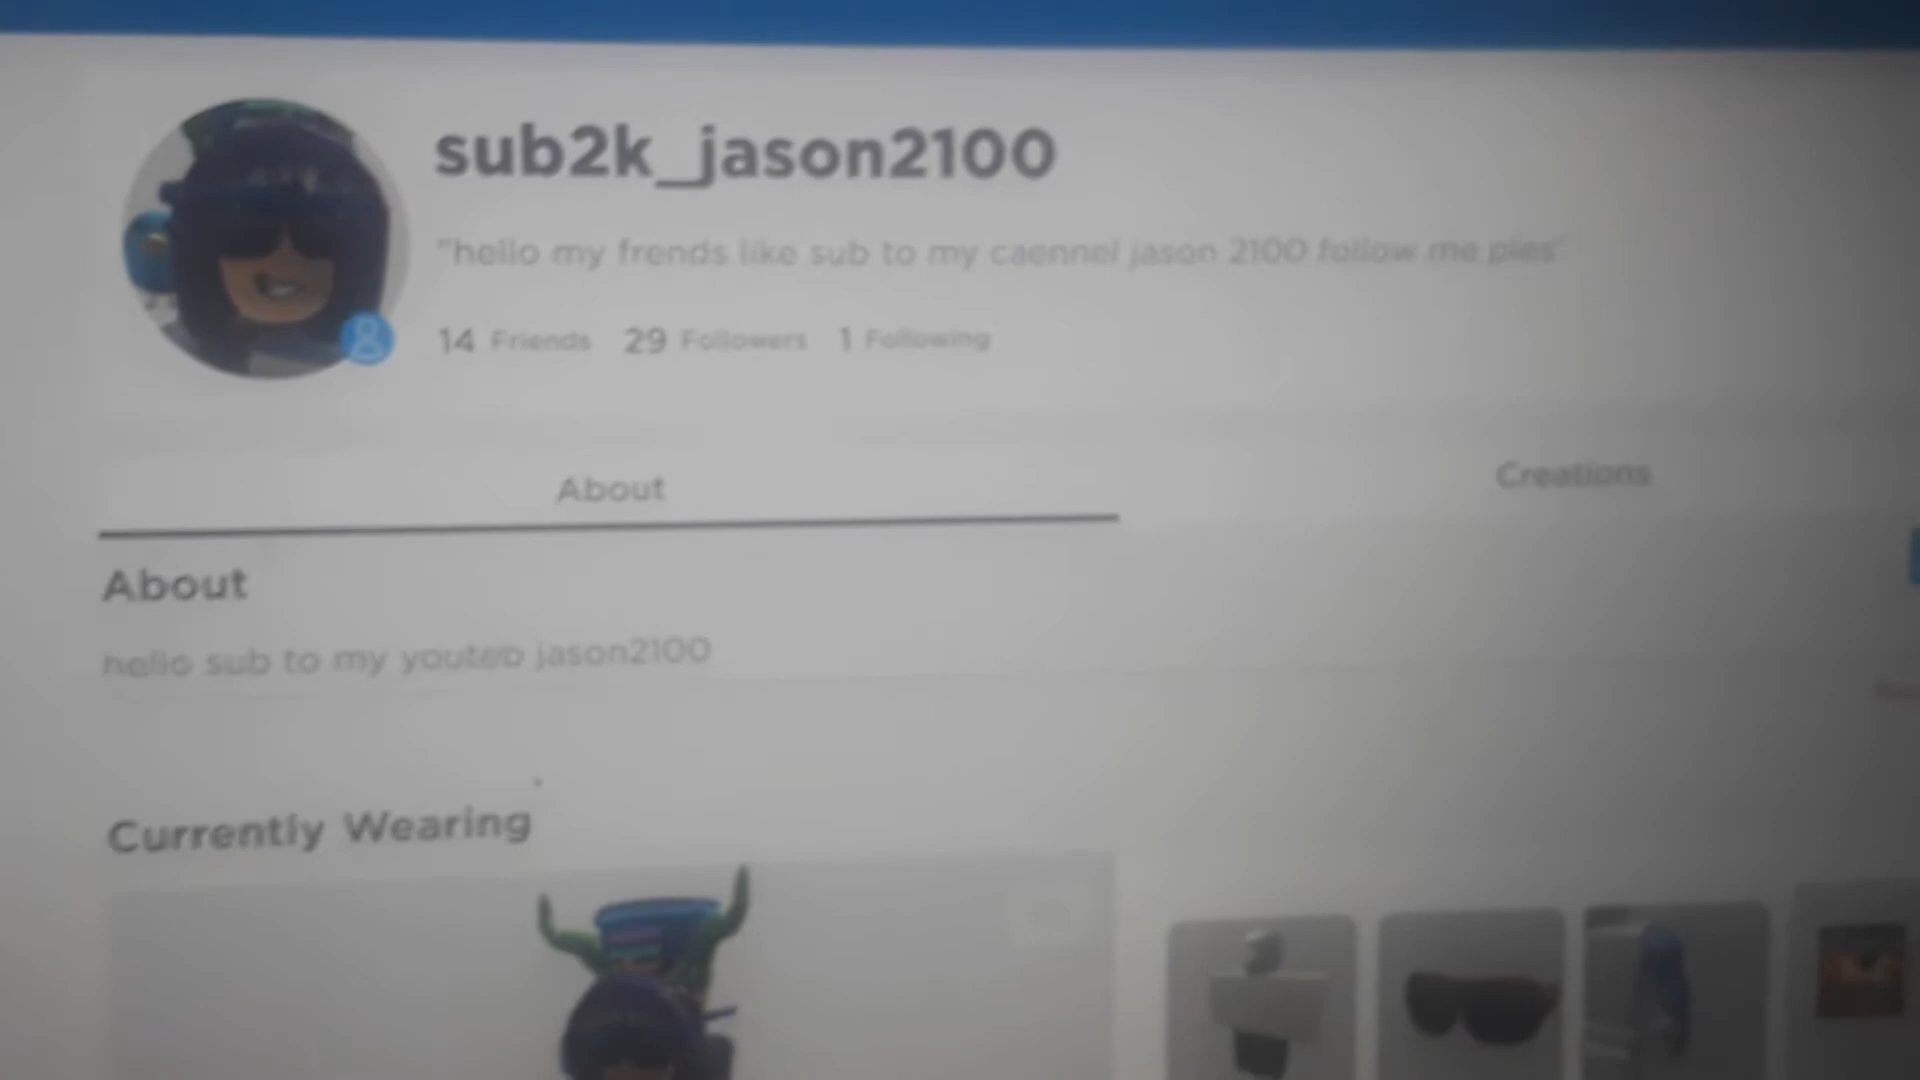 sub2k_jason2100
"hello my frends like sub to my caennel jason 2100 follow me ples"
14 Friends 29 Followers 1 Following
About
Creations
About
hello sub to my youteb jason2100
Currently Wearing